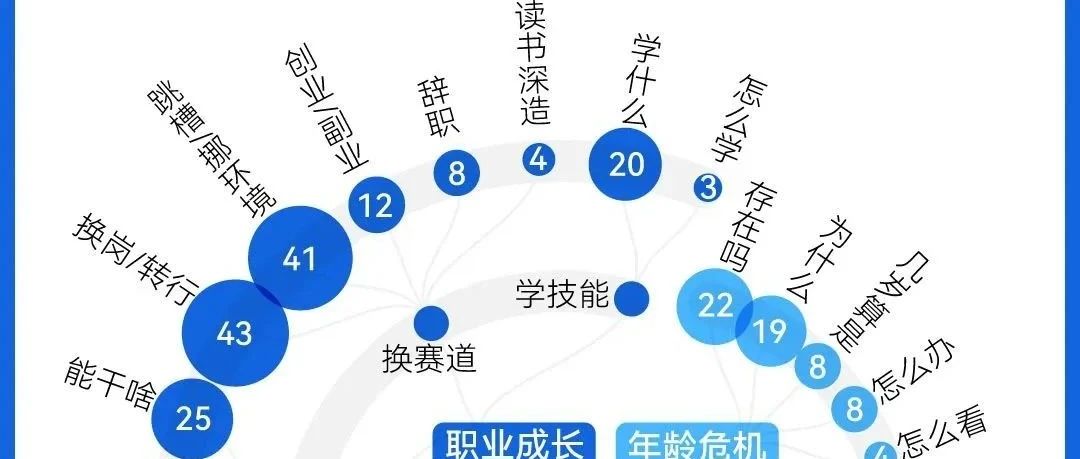 能干啥
25
换岗/转行
43
跳槽/挪环境
41
创业/副业
12
辞职
8
读书深造
4
学什么
20
怎么学
3
存在吗
22
为什么
19
几岁算是
8
怎么办
8
怎么看
4
换赛道
学技能
职业成长
年龄危机